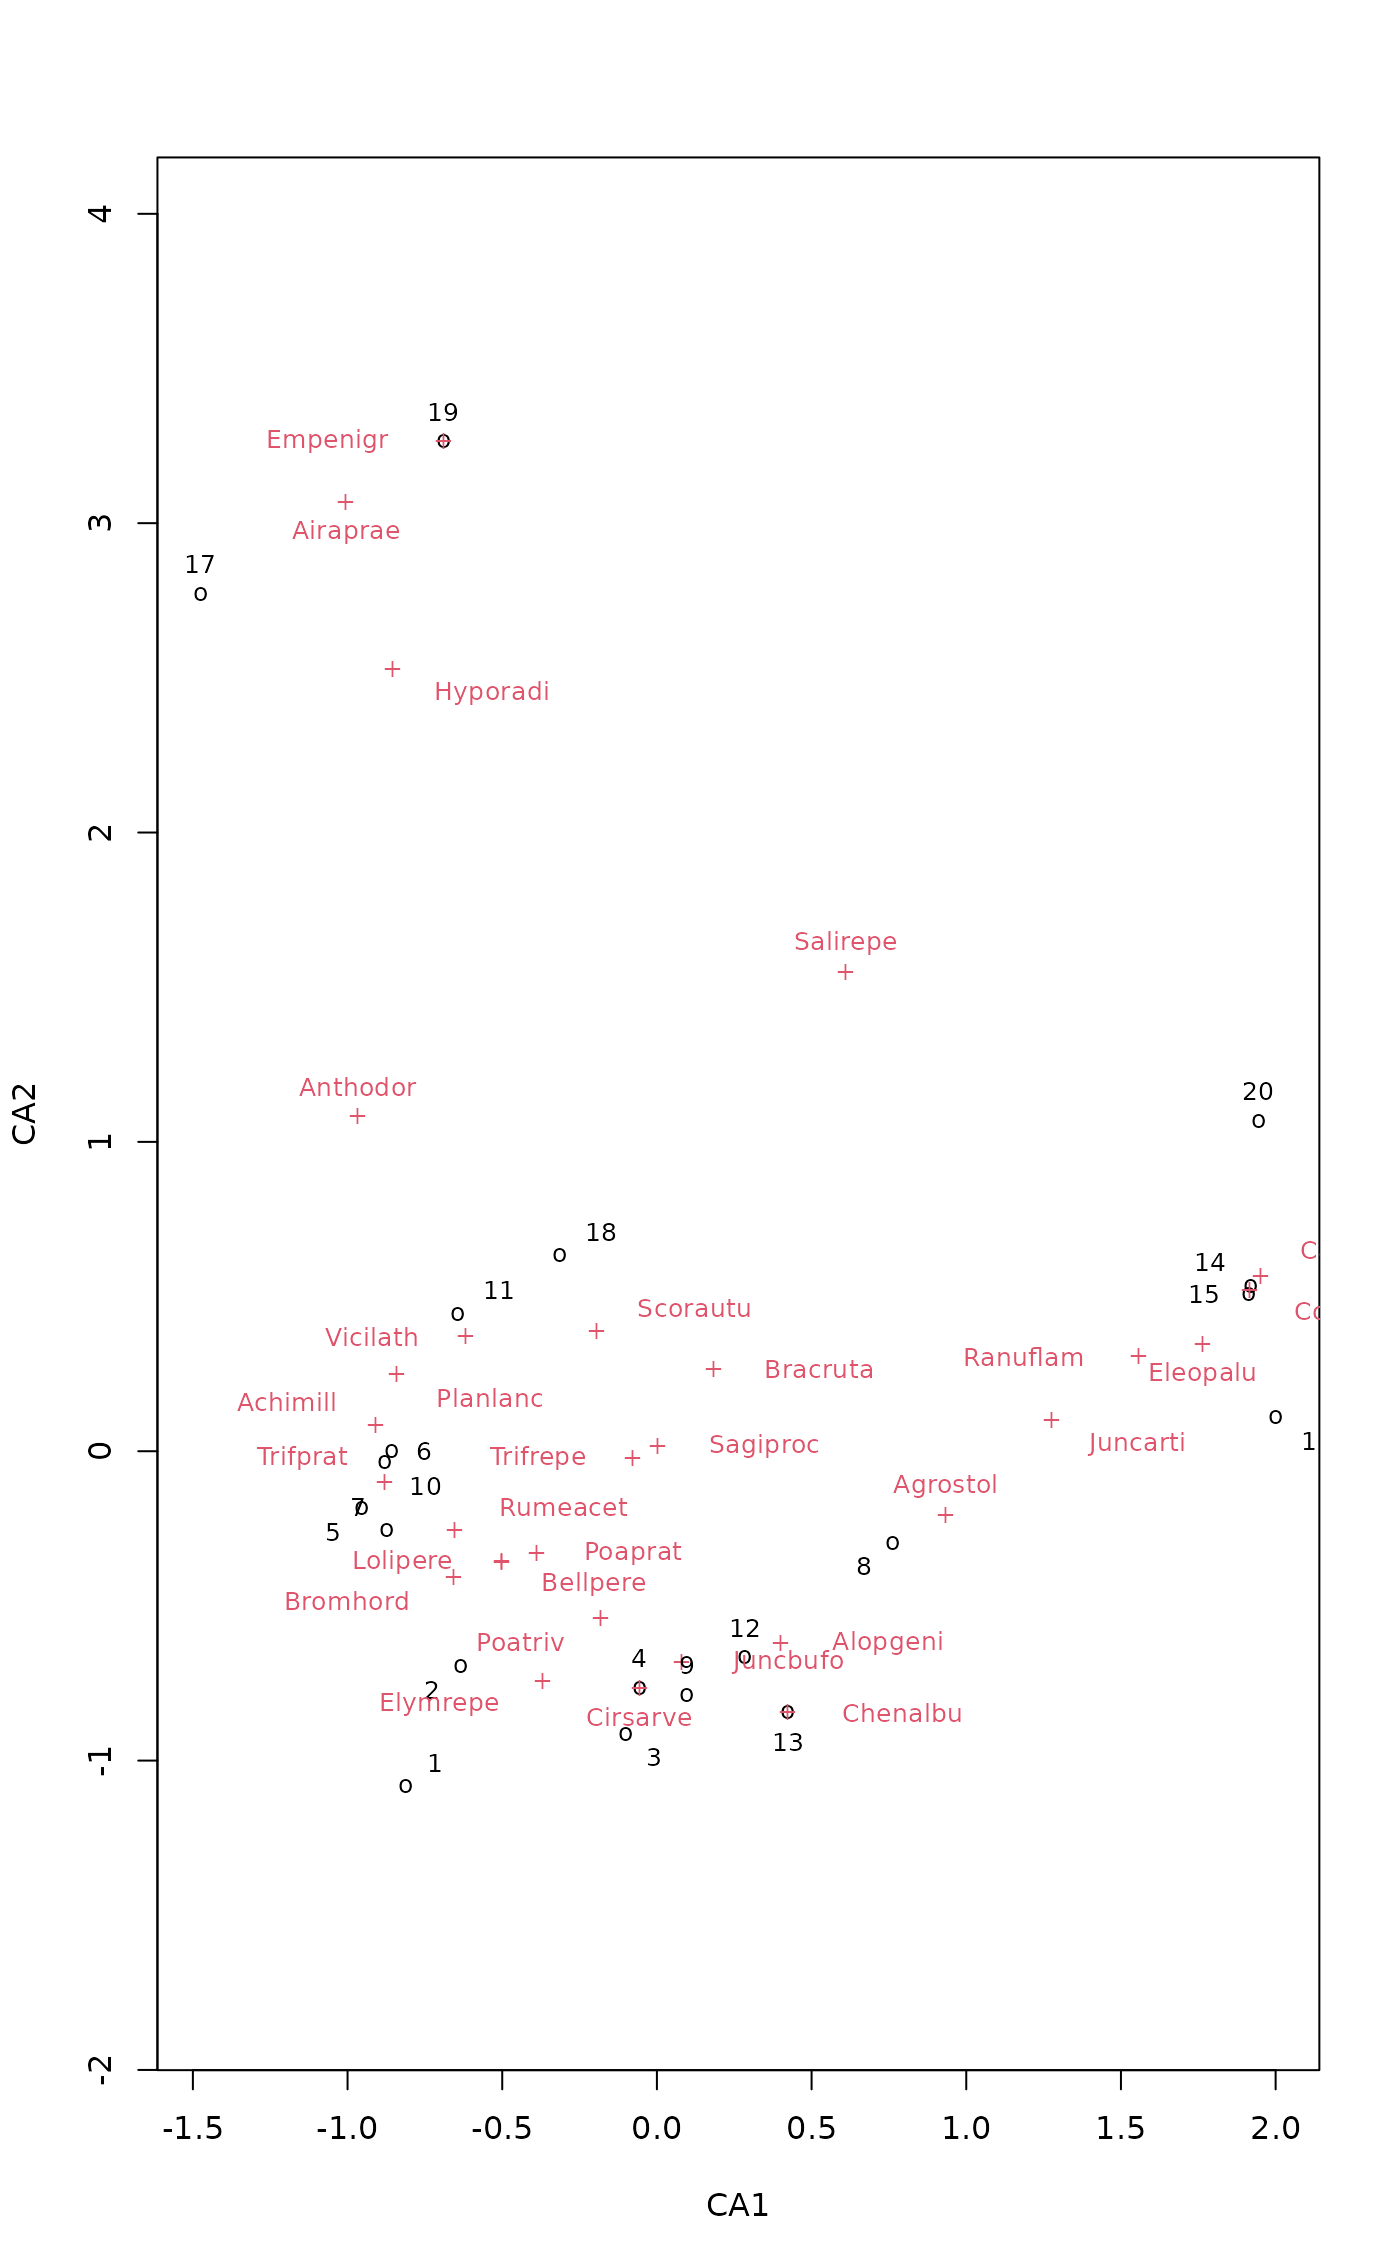 4
19
Empenigr
3
Airaprae
17
Hyporadi
2
Salirepe
Anthodor
20
CA2
1
18
14
C
11
15
Scorautu
Co
Vicilath
Ranuflam
Bracruta
Eleopalu
Planlanc
Achimill
1
Juncarti
Sagiproc
0
6
Trifprat
Trifrepe
10
Agrostol
7
Rumeacet
5
Poaprat
Lolipere
8
Bellpere
Bromhord
12
Alopgeni
Poatriv
4
Juncbufo
9
2
Elymrepe
Cirsarve
Chenalbu
13
3
-1
1
-2
-1.5 -1.0 -0.5 0.0 0.5 1.0 1.5 2.0
CA1